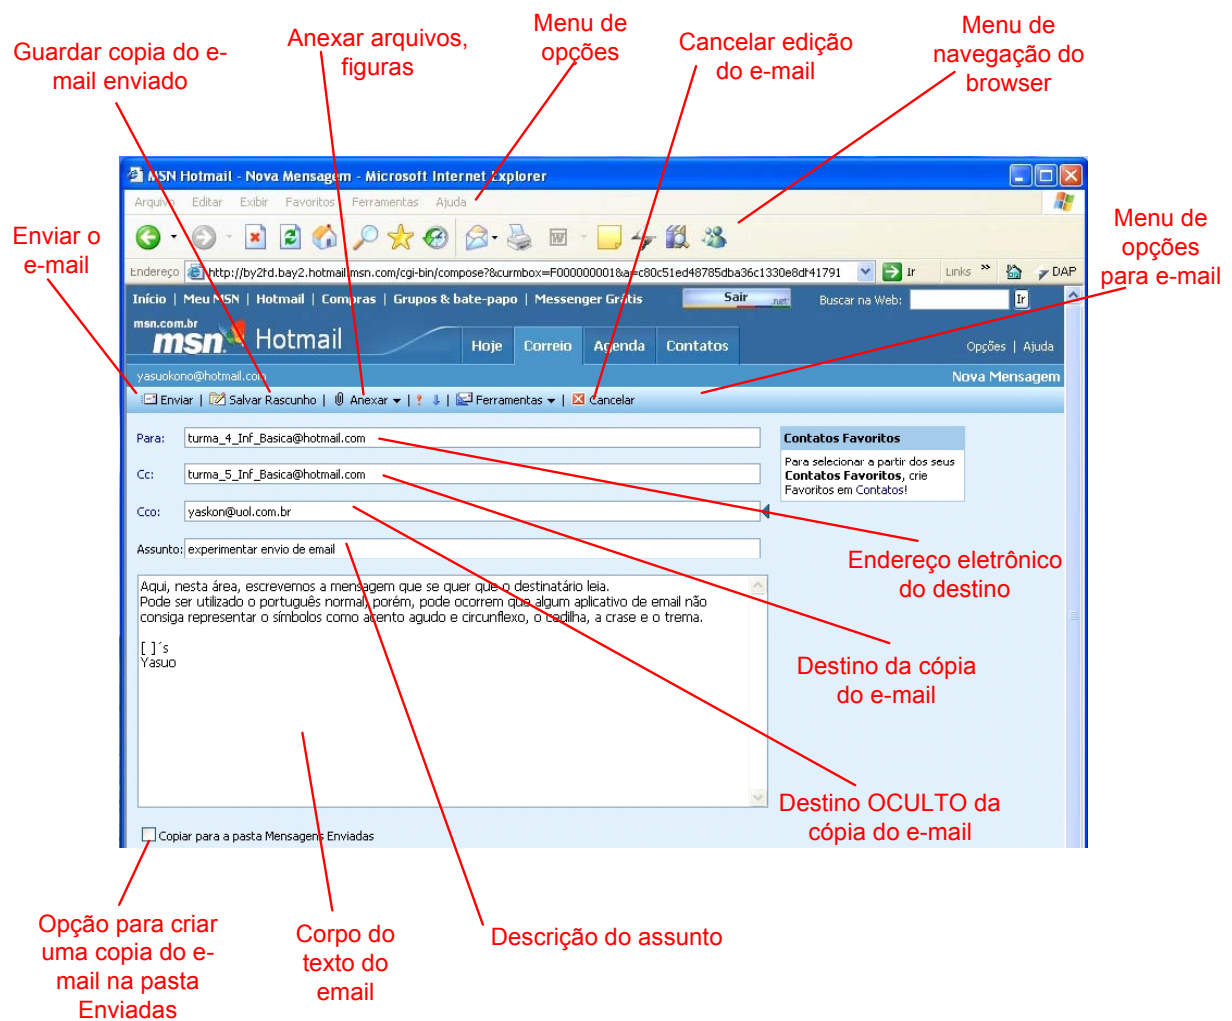 Guardar copia do e-
mail enviado
Anexar arquivos,
figuras
Menu de
opções
Cancelar edição
do e-mail
Menu de
navegação do
browser
Enviar o
e-mail
Menu de
opções
para e-mail
MSN Hotmail - Nova Mensagem - Microsoft Internet Explorer
Arquivo Editar Exibir Favoritos Ferramentas Ajuda
Endereço http://by2fd.bay2.hotmail.msn.com/cgi-bin/compose?&curmbox=F000000001&a=c80c51ed48785dba36c1330e8df41791 Ir Links » DAP
Início | Meu MSN | Hotmail | Compras | Grupos & bate-papo | Messenger Grátis Sair .net Buscar na Web: Ir
msn.com.br
msn Hotmail Hoje Correio Agenda Contatos Opções | Ajuda
yasuokono@hotmail.com Nova Mensagem
Enviar | Salvar Rascunho | Anexar | Ferramentas | Cancelar
Para: turma_4_Inf_Basica@hotmail.com
Cc: turma_5_Inf_Basica@hotmail.com
Cco: yaskon@uol.com.br
Assunto: experimentar envio de email
Contatos Favoritos
Para selecionar a partir dos seus
Contatos Favoritos, crie
Favoritos em Contatos!
Aqui, nesta área, escrevemos a mensagem que se quer que o destinatário leia.
Pode ser utilizado o português normal, porém, pode ocorrem que algum aplicativo de email não
consiga representar o símbolos como acento agudo e circunflexo, o cedilha, a crase e o trema.
[ ]´s
Yasuo
Endereço eletrônico
do destino
Destino da cópia
do e-mail
Destino OCULTO da
cópia do e-mail
Copiar para a pasta Mensagens Enviadas
Opção para criar
uma copia do e-
mail na pasta
Enviadas
Corpo do
texto do
email
Descrição do assunto